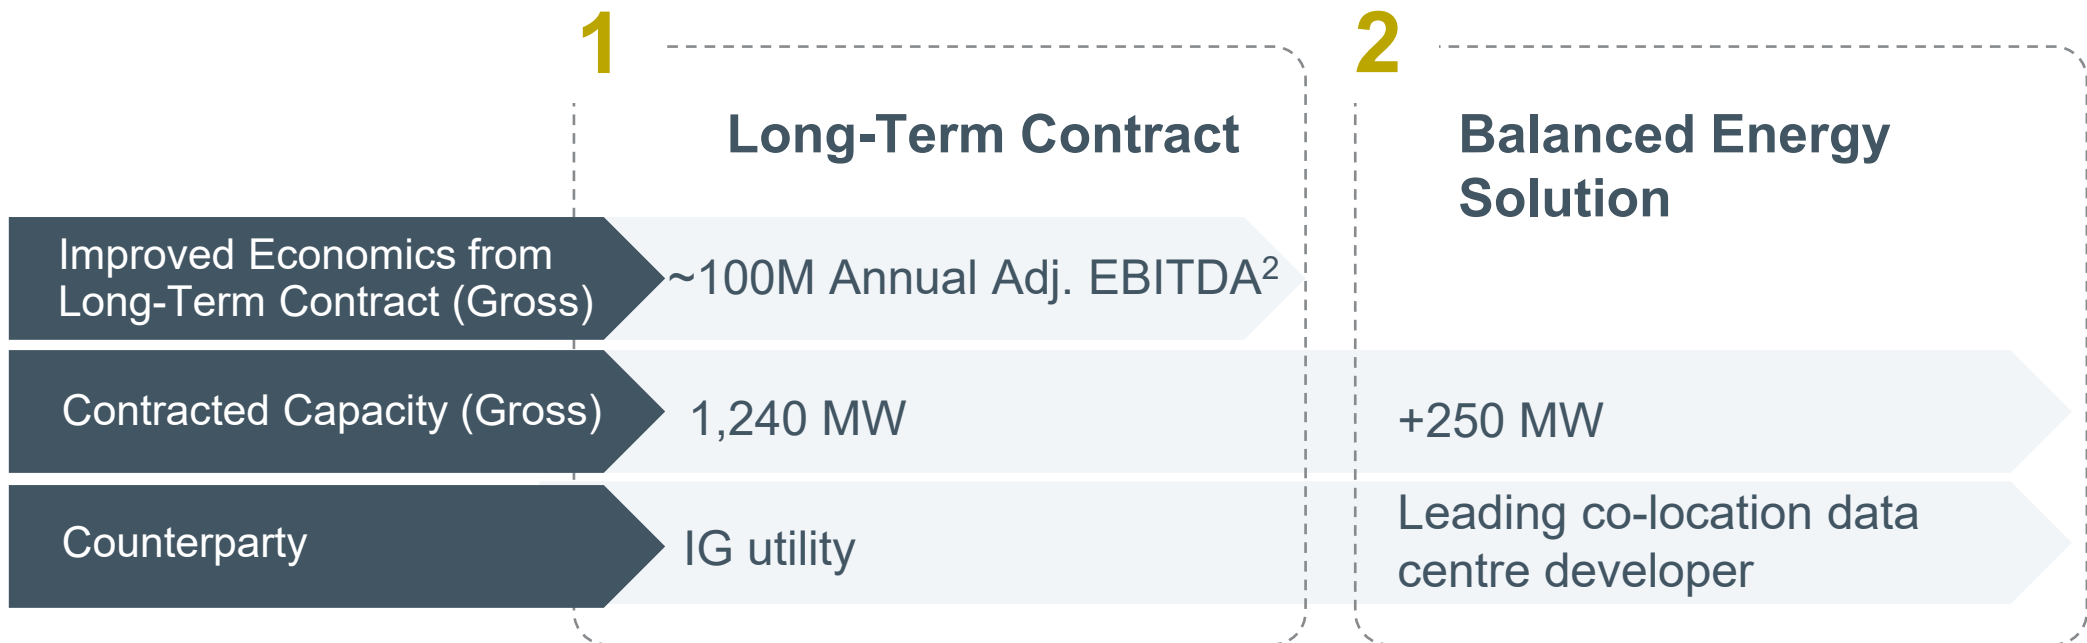 1
2
Long-Term Contract
Balanced Energy
Solution
Improved Economics from
Long-Term Contract (Gross)
~100M Annual Adj. EBITDA²
Contracted Capacity (Gross)
1,240 MW
+250 MW
Counterparty
IG utility
Leading co-location data
centre developer